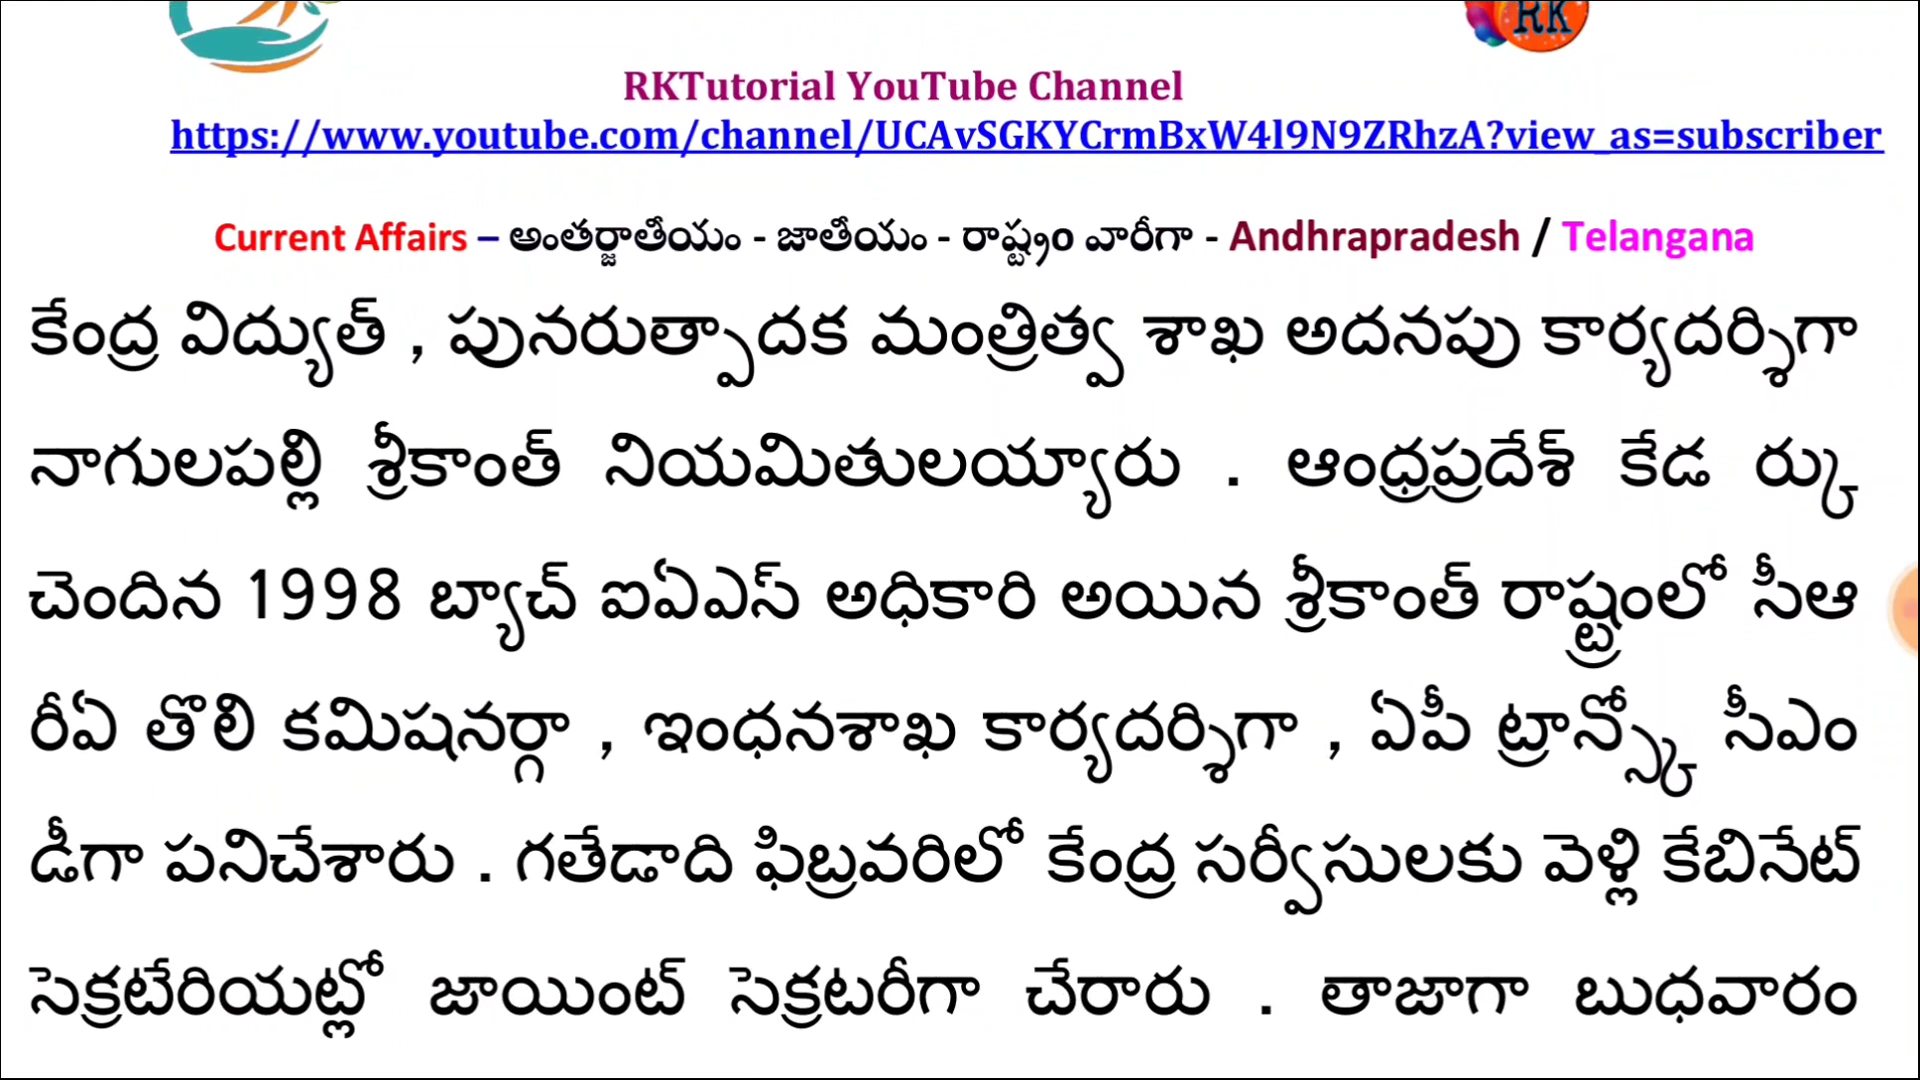 RK
RKTutorial YouTube Channel
https://www.youtube.com/channel/UCAvSGKYCrmBxW4l9N9ZRhzA?view_as=subscriber
Current Affairs – అంతర్జాతీయం - జాతీయం - రాష్ట్రం వారీగా - Andhrapradesh / Telangana
కేంద్ర విద్యుత్ , పునరుత్పాదక మంత్రిత్వ శాఖ అదనపు కార్యదర్శిగా
నాగులపల్లి శ్రీకాంత్ నియమితులయ్యారు . ఆంధ్రప్రదేశ్ కేడ ర్కు
చెందిన 1998 బ్యాచ్ ఐఏఎస్ అధికారి అయిన శ్రీకాంత్ రాష్ట్రంలో సీఆ
రీఏ తొలి కమిషనర్గా , ఇంధనశాఖ కార్యదర్శిగా , ఏపీ ట్రాన్స్కో సీఎం
డీగా పనిచేశారు . గతేడాది ఫిబ్రవరిలో కేంద్ర సర్వీసులకు వెళ్లి కేబినేట్
సెక్రటేరియట్లో జాయింట్ సెక్రటరీగా చేరారు . తాజాగా బుధవారం